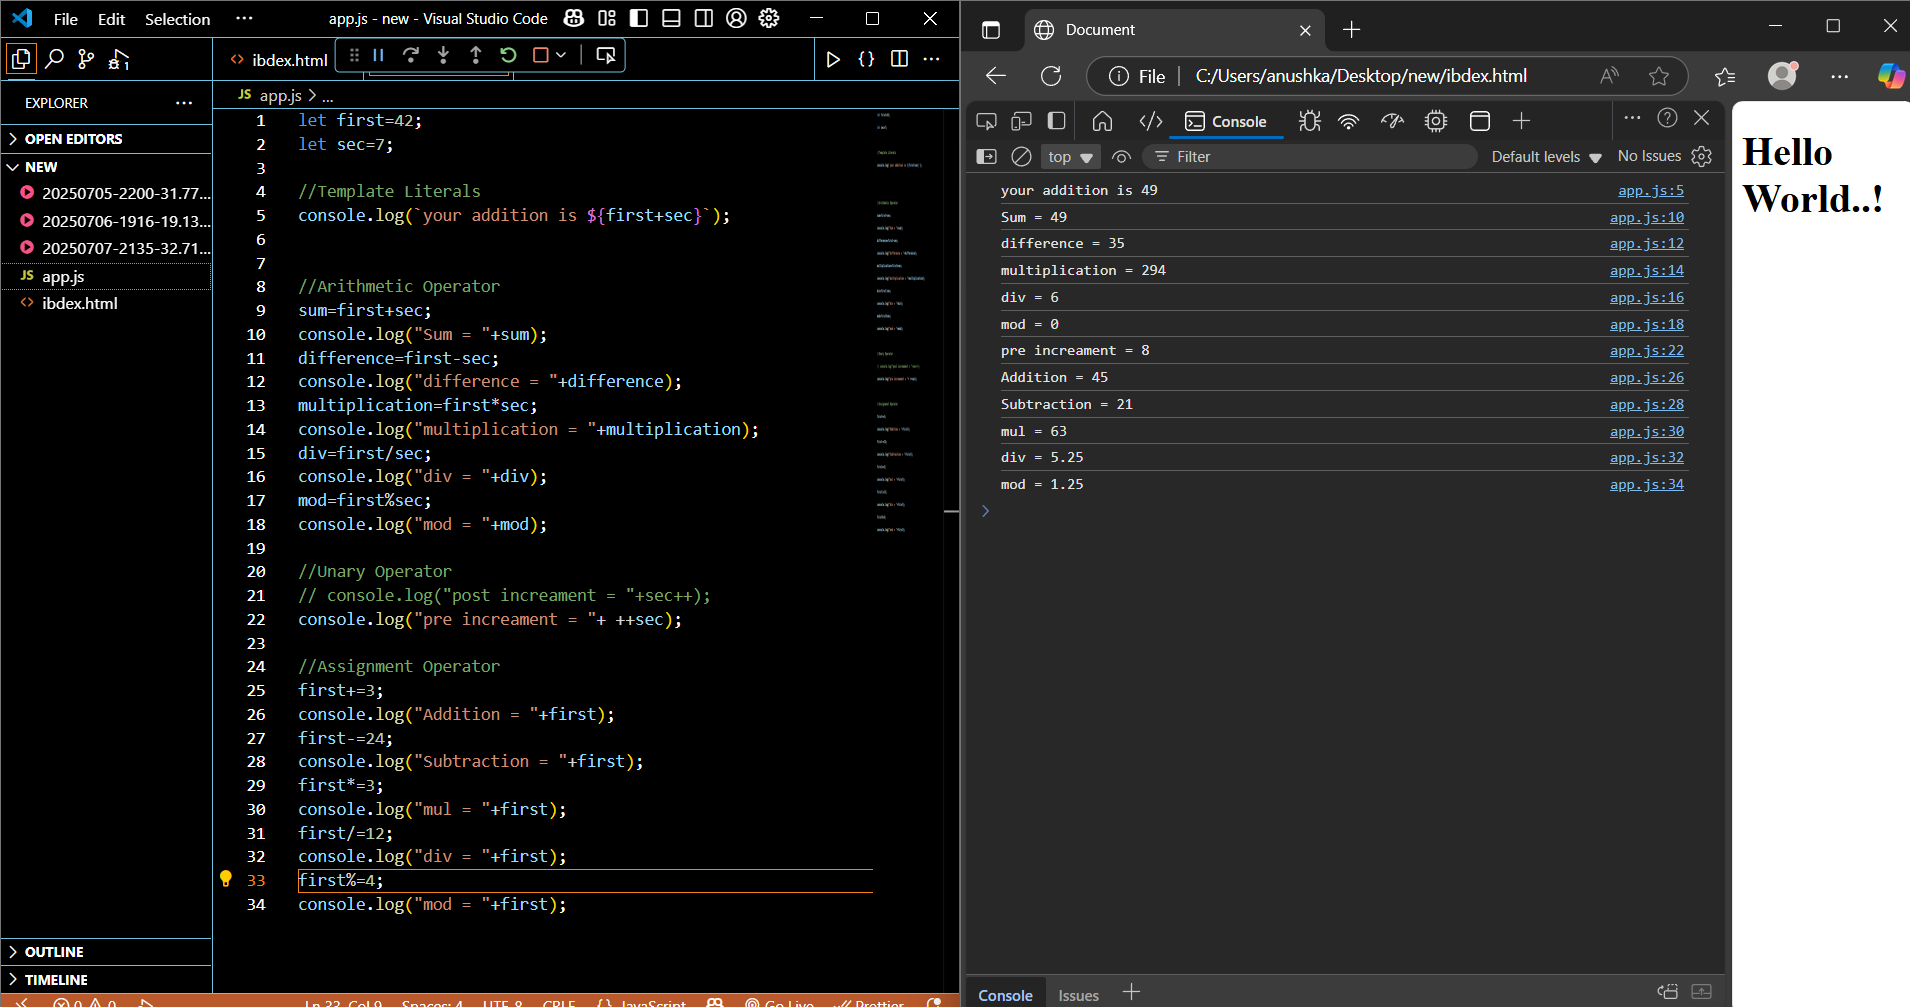 File Edit Selection ··· app.js - new - Visual Studio Code
ibdex.html
EXPLORER ···
OPEN EDITORS
NEW
20250705-2200-31.77...
20250706-1916-19.13...
20250707-2135-32.71...
JS app.js
ibdex.html
OUTLINE
TIMELINE
JS app.js > ...
1 let first=42;
2 let sec=7;
3
4 //Template Literals
5 console.log(`your addition is ${first+sec}`);
6
7
8 //Arithmetic Operator
9 sum=first+sec;
10 console.log("Sum = "+sum);
11 difference=first-sec;
12 console.log("difference = "+difference);
13 multiplication=first*sec;
14 console.log("multiplication = "+multiplication);
15 div=first/sec;
16 console.log("div = "+div);
17 mod=first%sec;
18 console.log("mod = "+mod);
19
20 //Unary Operator
21 // console.log("post increament = "+sec++);
22 console.log("pre increament = "+ ++sec);
23
24 //Assignment Operator
25 first+=3;
26 console.log("Addition = "+first);
27 first-=24;
28 console.log("Subtraction = "+first);
29 first*=3;
30 console.log("mul = "+first);
31 first/=12;
32 console.log("div = "+first);
33 first%=4;
34 console.log("mod = "+first);
0 0 Ln 33, Col 9 Spaces: 4 UTF-8 CRLF {} JavaScript Go Live Prettier
Document
File C:/Users/anushka/Desktop/new/ibdex.html
Console
top Filter Default levels No Issues
your addition is 49 app.js:5
Sum = 49 app.js:10
difference = 35 app.js:12
multiplication = 294 app.js:14
div = 6 app.js:16
mod = 0 app.js:18
pre increament = 8 app.js:22
Addition = 45 app.js:26
Subtraction = 21 app.js:28
mul = 63 app.js:30
div = 5.25 app.js:32
mod = 1.25 app.js:34
Console Issues
Hello
World..!